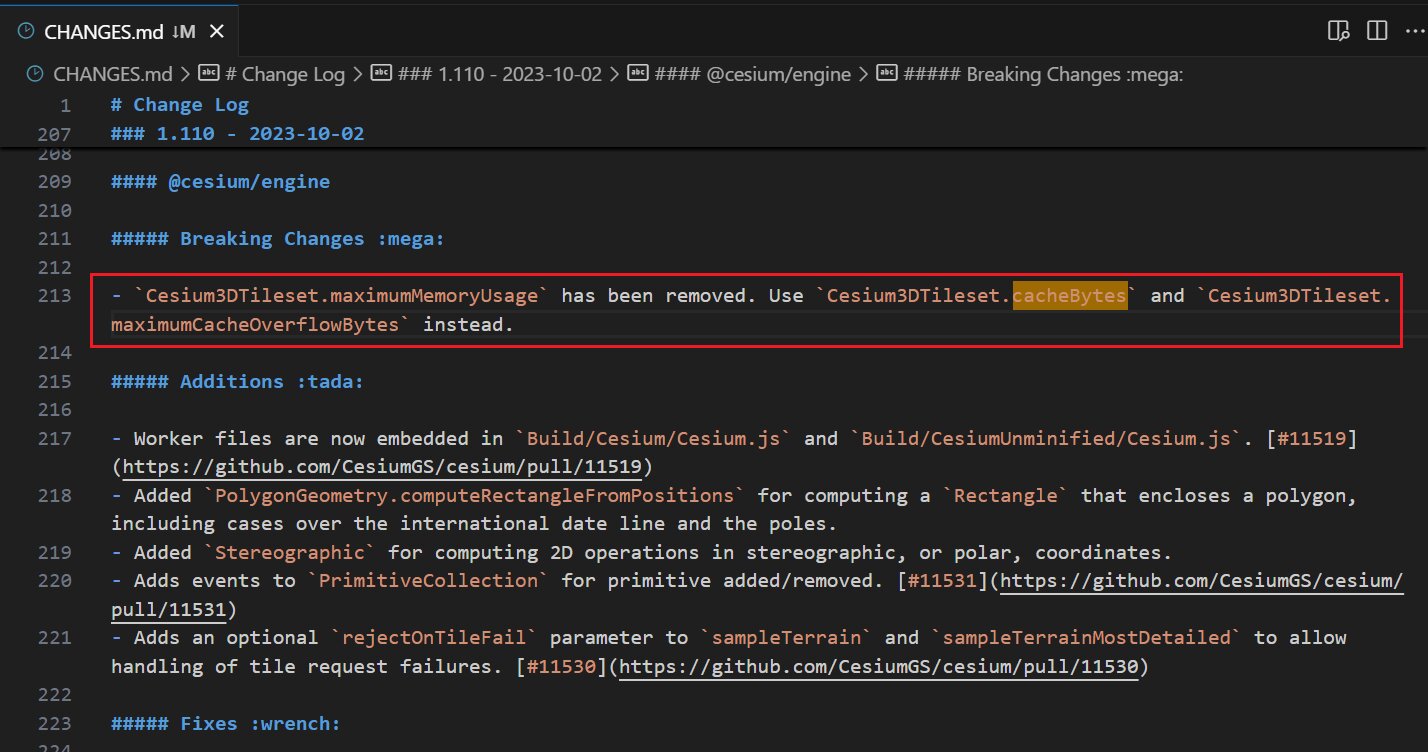 CHANGES.md ↓M ×
CHANGES.md > # Change Log > ### 1.110 - 2023-10-02 > #### @cesium/engine > ##### Breaking Changes :mega:
1 # Change Log
207 ### 1.110 - 2023-10-02
208
209 #### @cesium/engine
210
211 ##### Breaking Changes :mega:
212
213 - `Cesium3DTileset.maximumMemoryUsage` has been removed. Use `Cesium3DTileset.cacheBytes` and `Cesium3DTileset.
maximumCacheOverflowBytes` instead.
214
215 ##### Additions :tada:
216
217 - Worker files are now embedded in `Build/Cesium/Cesium.js` and `Build/CesiumUnminified/Cesium.js`. [#11519]
(https://github.com/CesiumGS/cesium/pull/11519)
218 - Added `PolygonGeometry.computeRectangleFromPositions` for computing a `Rectangle` that encloses a polygon,
including cases over the international date line and the poles.
219 - Added `Stereographic` for computing 2D operations in stereographic, or polar, coordinates.
220 - Adds events to `PrimitiveCollection` for primitive added/removed. [#11531](https://github.com/CesiumGS/cesium/
pull/11531)
221 - Adds an optional `rejectOnTileFail` parameter to `sampleTerrain` and `sampleTerrainMostDetailed` to allow
handling of tile request failures. [#11530](https://github.com/CesiumGS/cesium/pull/11530)
222
223 ##### Fixes :wrench:
224